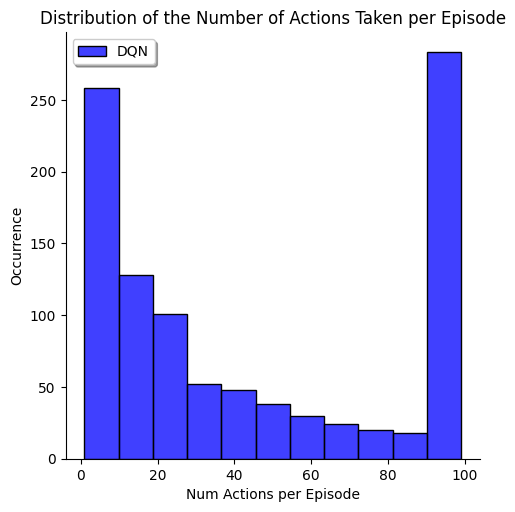 Distribution of the Number of Actions Taken per Episode
DQN
250
200
150
100
50
0
Occurrence
0 20 40 60 80 100
Num Actions per Episode